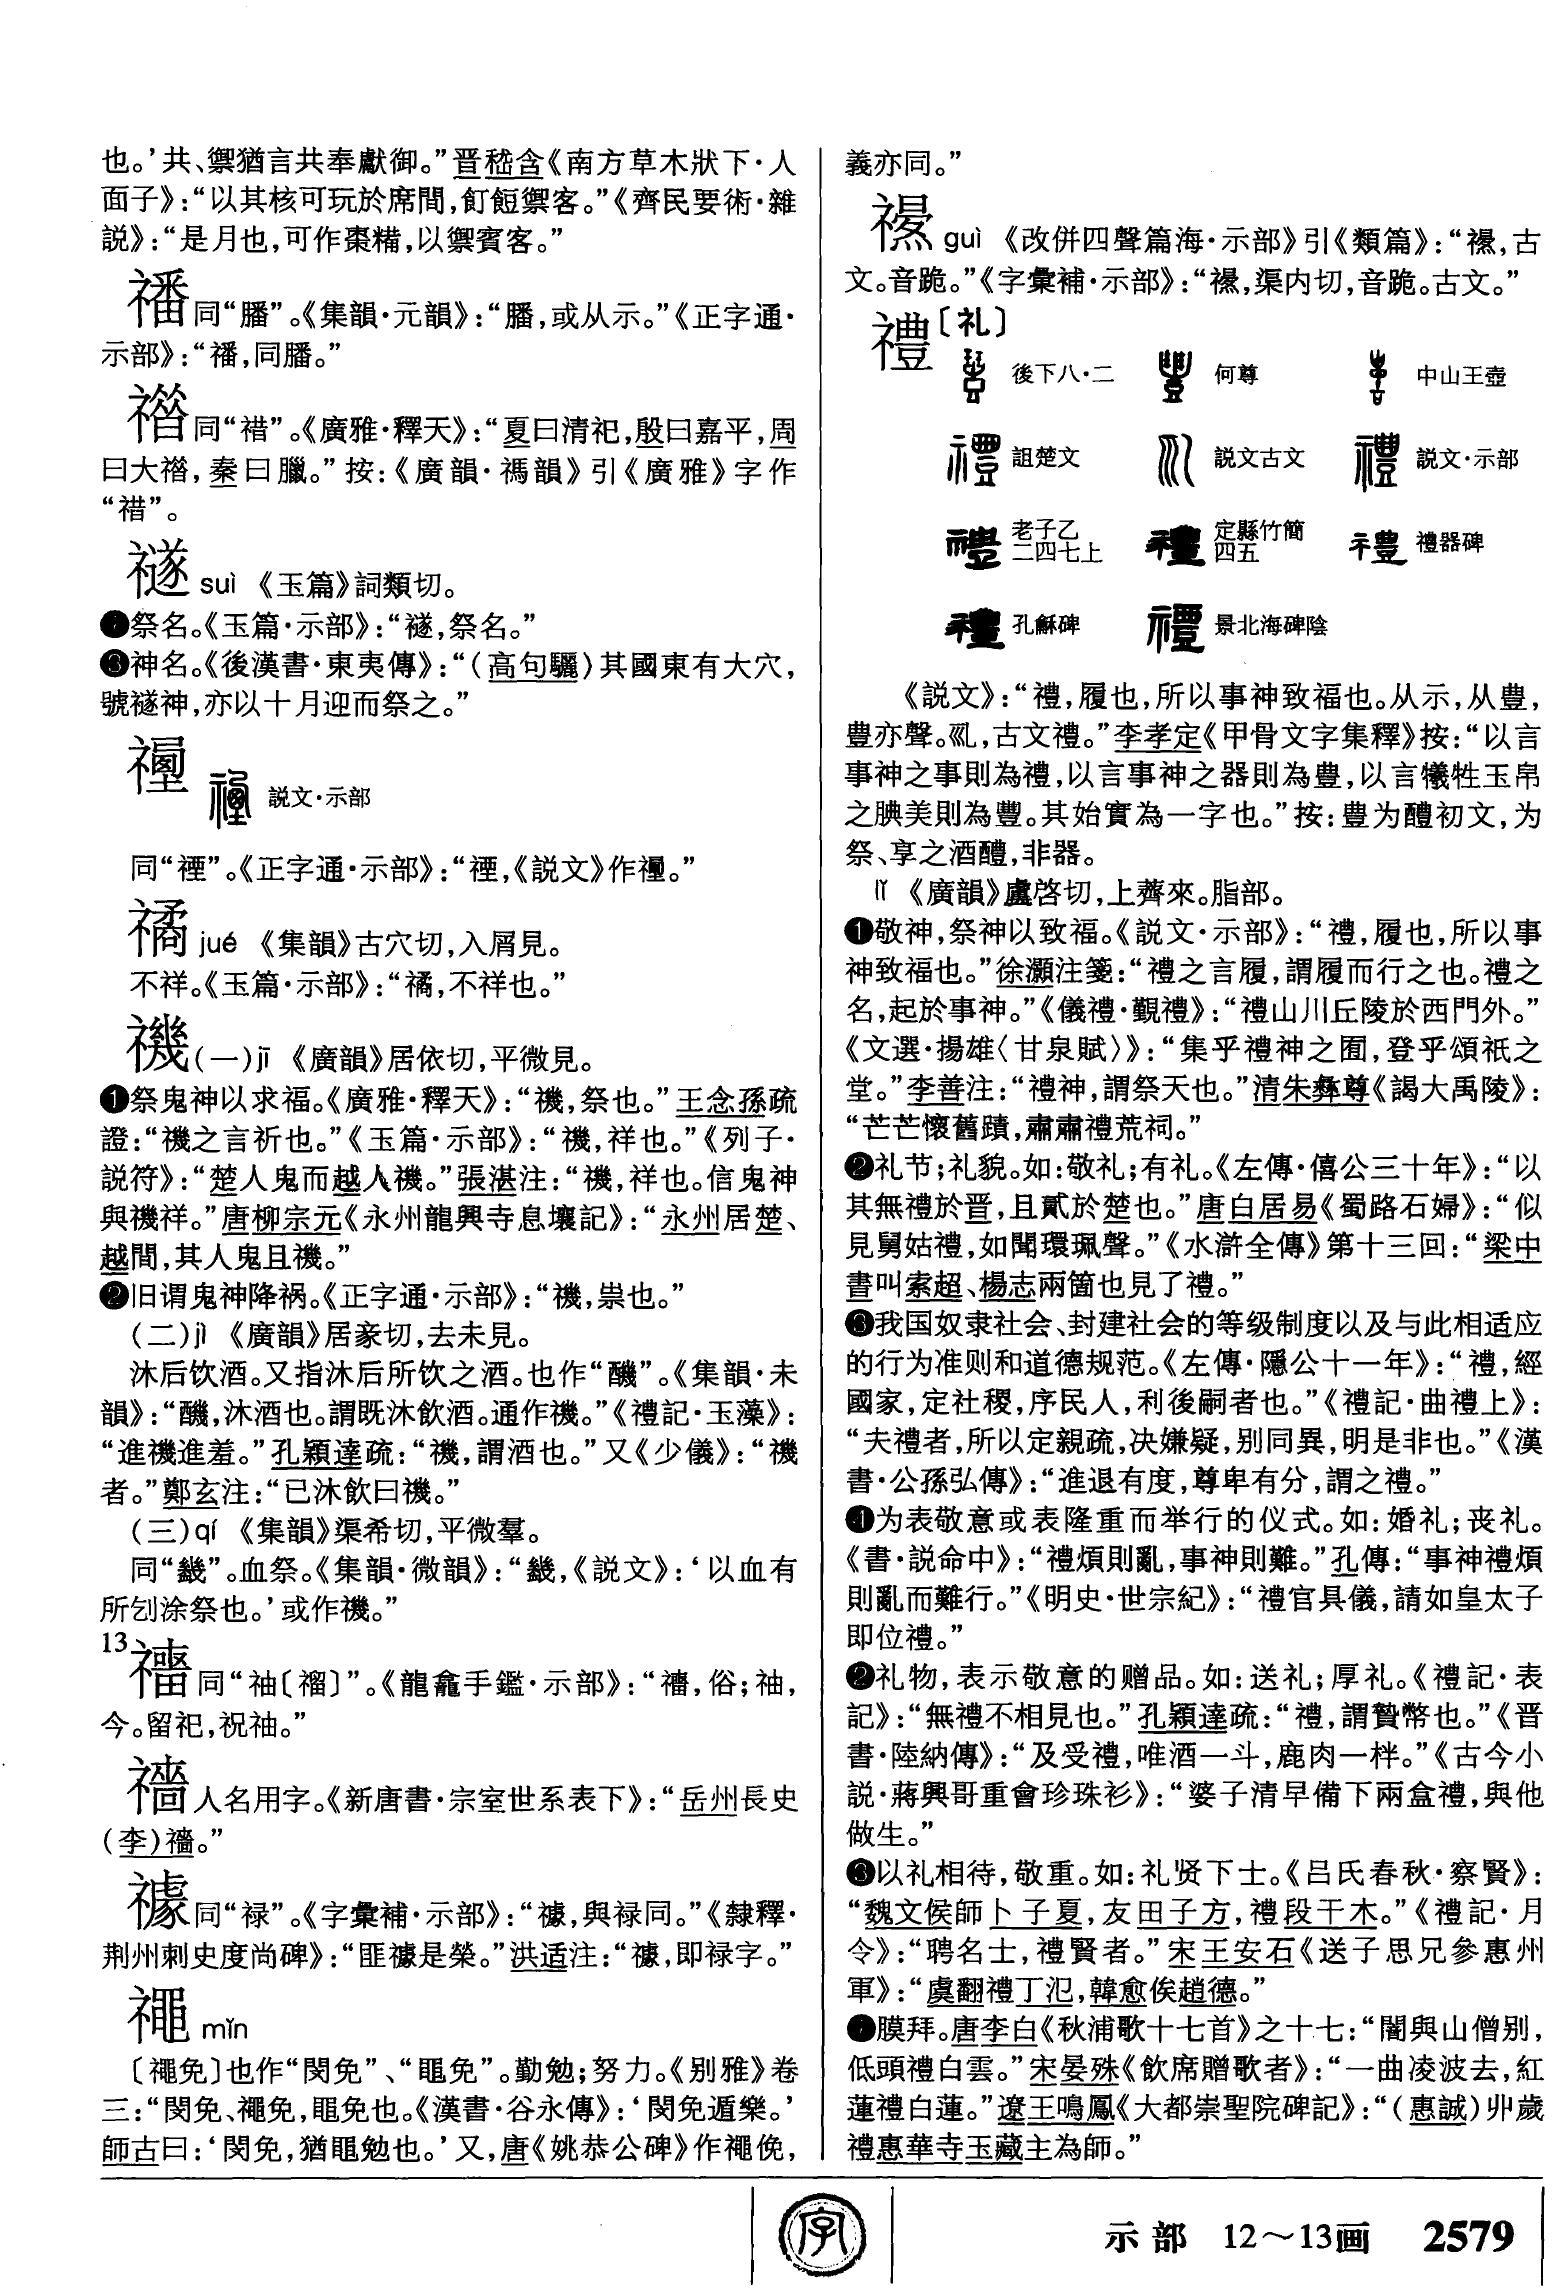 也。’共、禦猶言共奉獻御。”晋嵇含《南方草木狀下·人
面子》：“以其核可玩於席間，飣餖禦客。”《齊民要術·雜
説》：“是月也，可作棗糒，以禦賓客。”
𥛮同“膰”。《集韻·元韻》：“膰，或从示。”《正字通·
示部》：“𥛮，同膰。”
同“䄍”。《廣雅·釋天》：“夏曰清祀，殷曰嘉平，周
曰大，秦曰臘。”按：《廣韻·禡韻》引《廣雅》字作
“䄍”。
禭 suì 《玉篇》詞類切。
❶祭名。《玉篇·示部》：“禭，祭名。”
❷神名。《後漢書·東夷傳》：“（高句驪）其國東有大穴，
號禭神，亦以十月迎而祭之。”
説文·示部
同“禋”。《正字通·示部》：“禋，《説文》作。”
䆷 jué 《集韻》古穴切，入屑見。
不祥。《玉篇·示部》：“，不祥也。”
禨（一）jī 《廣韻》居依切，平微見。
❶祭鬼神以求福。《廣雅·釋天》：“禨，祭也。”王念孫疏
證：“禨之言祈也。”《玉篇·示部》：“禨，祥也。”《列子·
説符》：“楚人鬼而越人禨。”張湛注：“禨，祥也。信鬼神
與禨祥。”唐柳宗元《永州龍興寺息壤記》：“永州居楚、
越間，其人鬼且禨。”
❷旧谓鬼神降祸。《正字通·示部》：“禨，祟也。”
（二）jì 《廣韻》居豙切，去未見。
沐后饮酒。又指沐后所饮之酒。也作“醆”。《集韻·未
韻》：“，沐酒也。謂既沐飲酒。通作禨。”《禮記·玉藻》：
“進禨進羞。”孔穎達疏：“禨，謂酒也。”又《少儀》：“禨
者。”鄭玄注：“已沐飲曰禨。”
（三）qí 《集韻》渠希切，平微羣。
同“”。血祭。《集韻·微韻》：“，《説文》：‘以血有
所刉涂祭也。’或作禨。”
13
同“袖〔褶〕”。《龍龕手鑑·示部》：“，俗；袖，
今。留祀，祝袖。”
人名用字。《新唐書·宗室世系表下》：“岳州長史
（李）。”
同“禄”。《字彙補·示部》：“，與禄同。”《隸釋·
荆州刺史度尚碑》：“匪是榮。”洪适注：“，即禄字。”
mǐn
〔免〕也作“閔免”、“黽免”。勤勉；努力。《别雅》卷
三：“閔免、免，黽免也。《漢書·谷永傳》：‘閔免遁樂。’
師古曰：‘閔免，猶黽勉也。’又，唐《姚恭公碑》作俛，
義亦同。”
guì 《改併四聲篇海·示部》引《類篇》：“，古
文。音跪。”《字彙補·示部》：“，渠内切，音跪。古文。”
禮〔礼〕
後下八·二 何尊 中山王壺
詛楚文 説文古文 説文·示部
老子乙二四七上 定縣竹簡四五 禮器碑
孔龢碑 景北海碑陰
《説文》：“禮，履也，所以事神致福也。从示，从豊，
豊亦聲。𠃞，古文禮。”李孝定《甲骨文字集釋》按：“以言
事神之事則為禮，以言事神之器則為豊，以言犧牲玉帛
之腆美則為豐。其始實為一字也。”按：豊为醴初文，为
祭、享之酒醴，非器。
lǐ 《廣韻》盧啓切，上薺來。脂部。
❶敬神，祭神以致福。《説文·示部》：“禮，履也，所以事
神致福也。”徐灝注箋：“禮之言履，謂履而行之也。禮之
名，起於事神。”《儀禮·覲禮》：“禮山川丘陵於西門外。”
《文選·揚雄〈甘泉賦〉》：“集乎禮神之囿，登乎頌祇之
堂。”李善注：“禮神，謂祭天也。”清朱彝尊《謁大禹陵》：
“芒芒懷舊蹟，肅肅禮荒祠。”
❷礼节；礼貌。如：敬礼；有礼。《左傳·僖公三十年》：“以
其無禮於晋，且貳於楚也。”唐白居易《蜀路石婦》：“似
見舅姑禮，如聞環珮聲。”《水滸全傳》第十三回：“梁中
書叫索超、楊志兩箇也見了禮。”
❸我国奴隶社会、封建社会的等级制度以及与此相适应
的行为准则和道德规范。《左傳·隱公十一年》：“禮，經
國家，定社稷，序民人，利後嗣者也。”《禮記·曲禮上》：
“夫禮者，所以定親疏，决嫌疑，别同異，明是非也。”《漢
書·公孫弘傳》：“進退有度，尊卑有分，謂之禮。”
❹为表敬意或表隆重而举行的仪式。如：婚礼；丧礼。
《書·説命中》：“禮煩則亂，事神則難。”孔傳：“事神禮煩
則亂而難行。”《明史·世宗紀》：“禮官具儀，請如皇太子
即位禮。”
❺礼物，表示敬意的赠品。如：送礼；厚礼。《禮記·表
記》：“無禮不相見也。”孔穎達疏：“禮，謂贄幣也。”《晋
書·陸納傳》：“及受禮，唯酒一斗，鹿肉一柈。”《古今小
説·蔣興哥重會珍珠衫》：“婆子清早備下兩盒禮，與他
做生。”
❻以礼相待，敬重。如：礼贤下士。《吕氏春秋·察賢》：
“魏文侯師卜子夏，友田子方，禮段干木。”《禮記·月
令》：“聘名士，禮賢者。”宋王安石《送子思兄參惠州
軍》：“虞翻禮丁氾，韓愈俟趙德。”
❼膜拜。唐李白《秋浦歌十七首》之十七：“闇與山僧别，
低頭禮白雲。”宋晏殊《飲席贈歌者》：“一曲凌波去，紅
蓮禮白蓮。”遼王鳴鳳《大都崇聖院碑記》：“（惠誠）丱歲
禮惠華寺玉藏主為師。”
字
示部 12～13画 2579